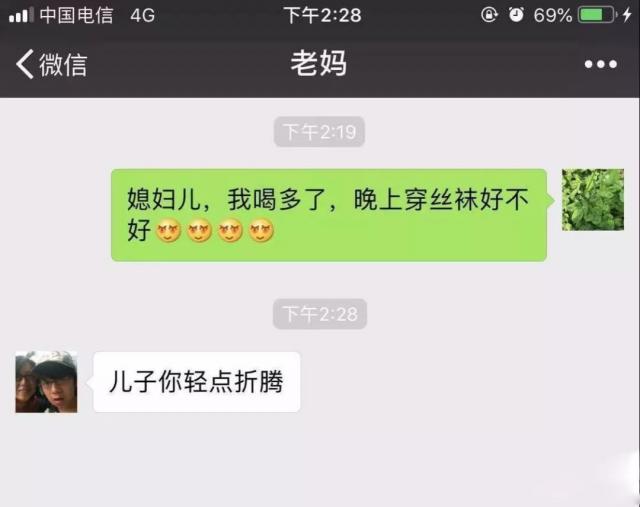 中国电信 4G 下午2:28 69%
微信 老妈
下午2:19
媳妇儿，我喝多了，晚上穿丝袜好不
好
下午2:28
儿子你轻点折腾